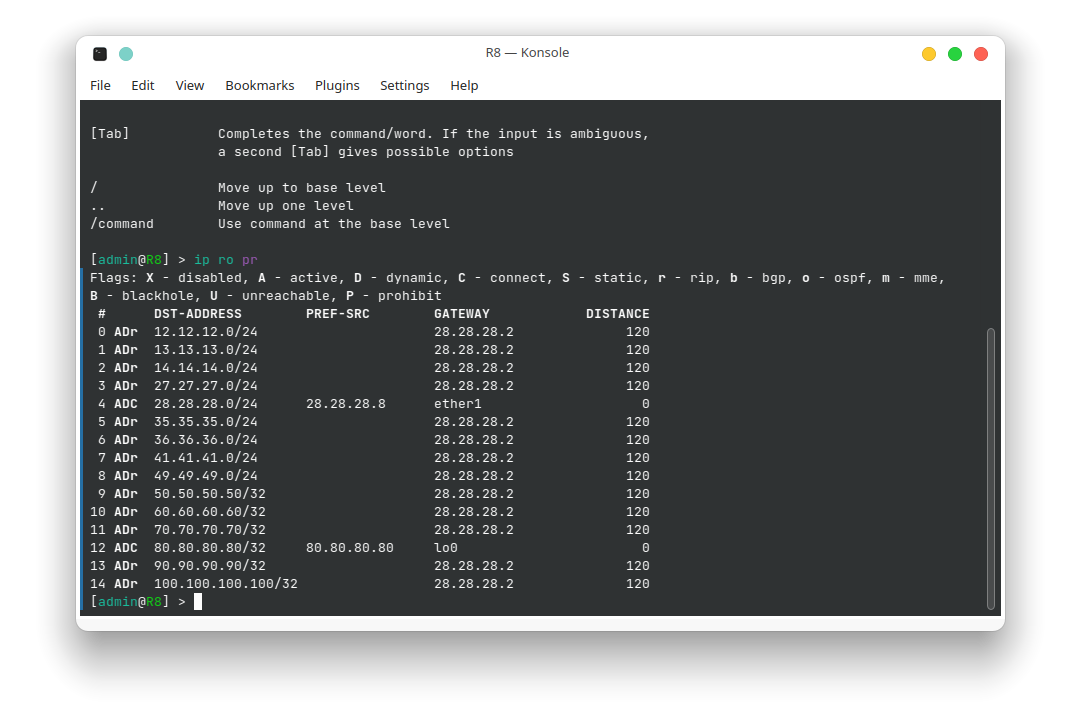 R8 — Konsole
File Edit View Bookmarks Plugins Settings Help
[Tab] Completes the command/word. If the input is ambiguous,
a second [Tab] gives possible options
/ Move up to base level
.. Move up one level
/command Use command at the base level
[admin@R8] > ip ro pr
Flags: X - disabled, A - active, D - dynamic, C - connect, S - static, r - rip, b - bgp, o - ospf, m - mme,
B - blackhole, U - unreachable, P - prohibit
# DST-ADDRESS PREF-SRC GATEWAY DISTANCE
0 ADr 12.12.12.0/24 28.28.28.2 120
1 ADr 13.13.13.0/24 28.28.28.2 120
2 ADr 14.14.14.0/24 28.28.28.2 120
3 ADr 27.27.27.0/24 28.28.28.2 120
4 ADC 28.28.28.0/24 28.28.28.8 ether1 0
5 ADr 35.35.35.0/24 28.28.28.2 120
6 ADr 36.36.36.0/24 28.28.28.2 120
7 ADr 41.41.41.0/24 28.28.28.2 120
8 ADr 49.49.49.0/24 28.28.28.2 120
9 ADr 50.50.50.50/32 28.28.28.2 120
10 ADr 60.60.60.60/32 28.28.28.2 120
11 ADr 70.70.70.70/32 28.28.28.2 120
12 ADC 80.80.80.80/32 80.80.80.80 lo0 0
13 ADr 90.90.90.90/32 28.28.28.2 120
14 ADr 100.100.100.100/32 28.28.28.2 120
[admin@R8] >